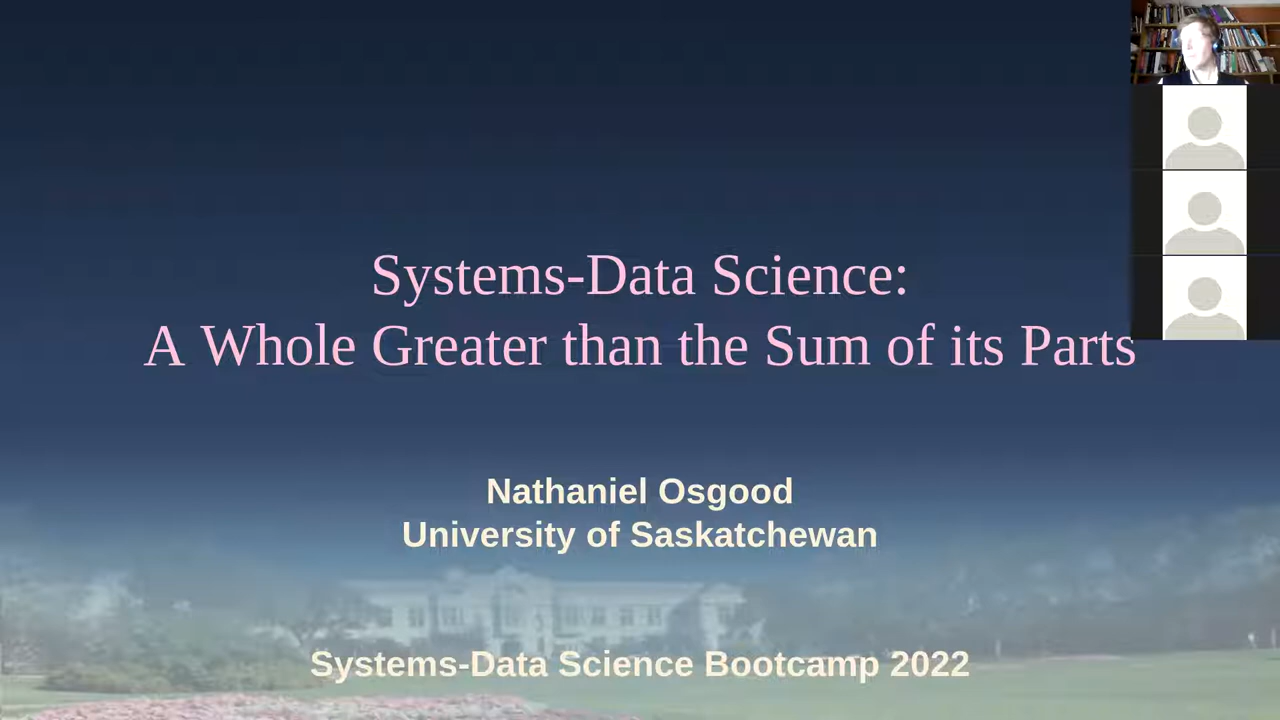 Systems-Data Science:
A Whole Greater than the Sum of its Parts
Nathaniel Osgood
University of Saskatchewan
Systems-Data Science Bootcamp 2022